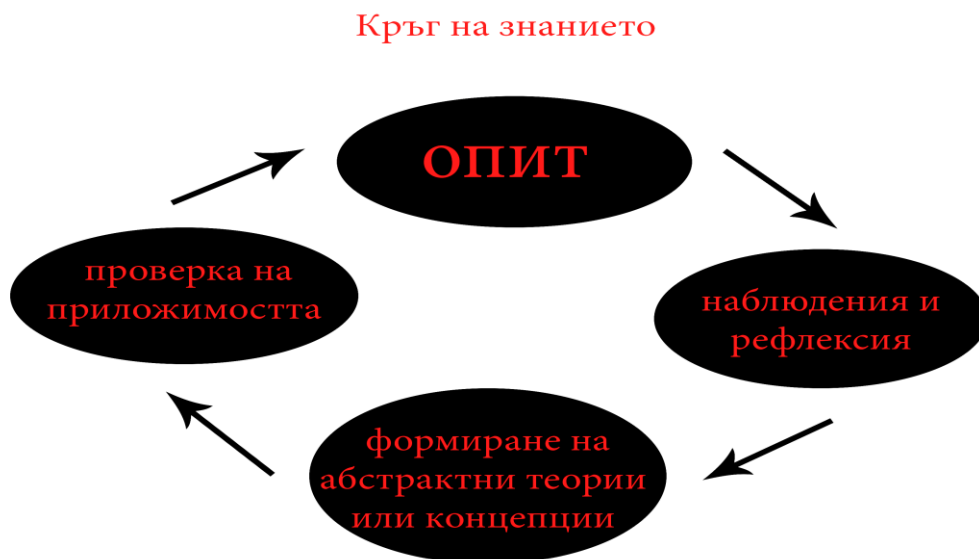 Кръг на знанието
ОПИТ
проверка на
приложимостта
наблюдения и
рефлексия
формиране на
абстрактни теории
или концепции